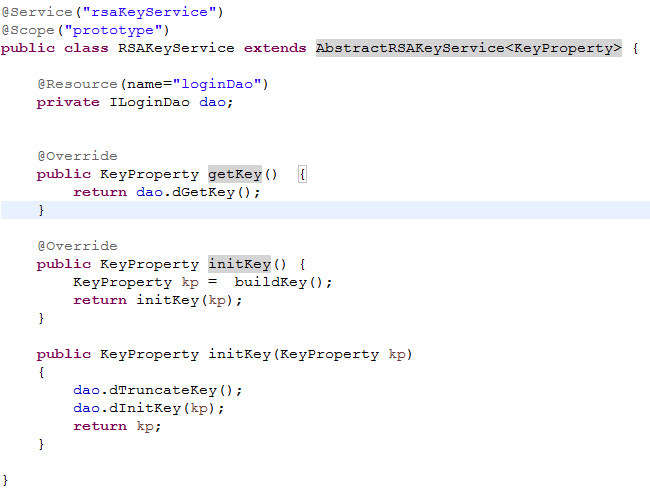 @Service("rsaKeyService")
@Scope("prototype")
public class RSAKeyService extends AbstractRSAKeyService<KeyProperty> {
@Resource(name="loginDao")
private ILoginDao dao;
@Override
public KeyProperty getKey()  {
return dao.dGetKey();
}
@Override
public KeyProperty initKey() {
KeyProperty kp =  buildKey();
return initKey(kp);
}
public KeyProperty initKey(KeyProperty kp)
{
dao.dTruncateKey();
dao.dInitKey(kp);
return kp;
}
}